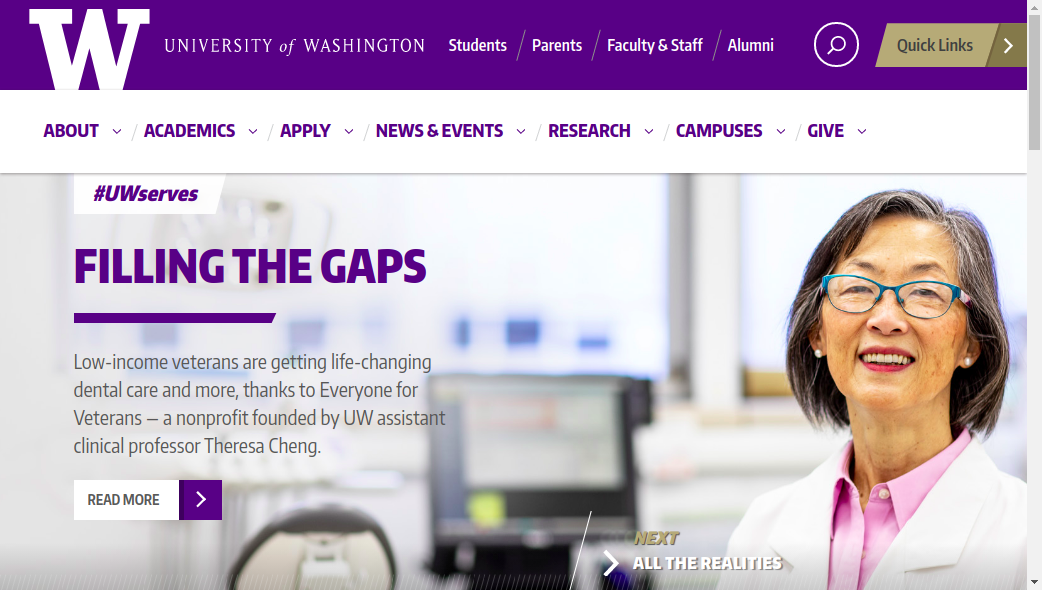 W
UNIVERSITY of WASHINGTON
Students
Parents
Faculty & Staff
Alumni
Quick Links
ABOUT
ACADEMICS
APPLY
NEWS & EVENTS
RESEARCH
CAMPUSES
GIVE
#UWserves
FILLING THE GAPS
Low-income veterans are getting life-changing
dental care and more, thanks to Everyone for
Veterans — a nonprofit founded by UW assistant
clinical professor Theresa Cheng.
READ MORE
NEXT
ALL THE REALITIES